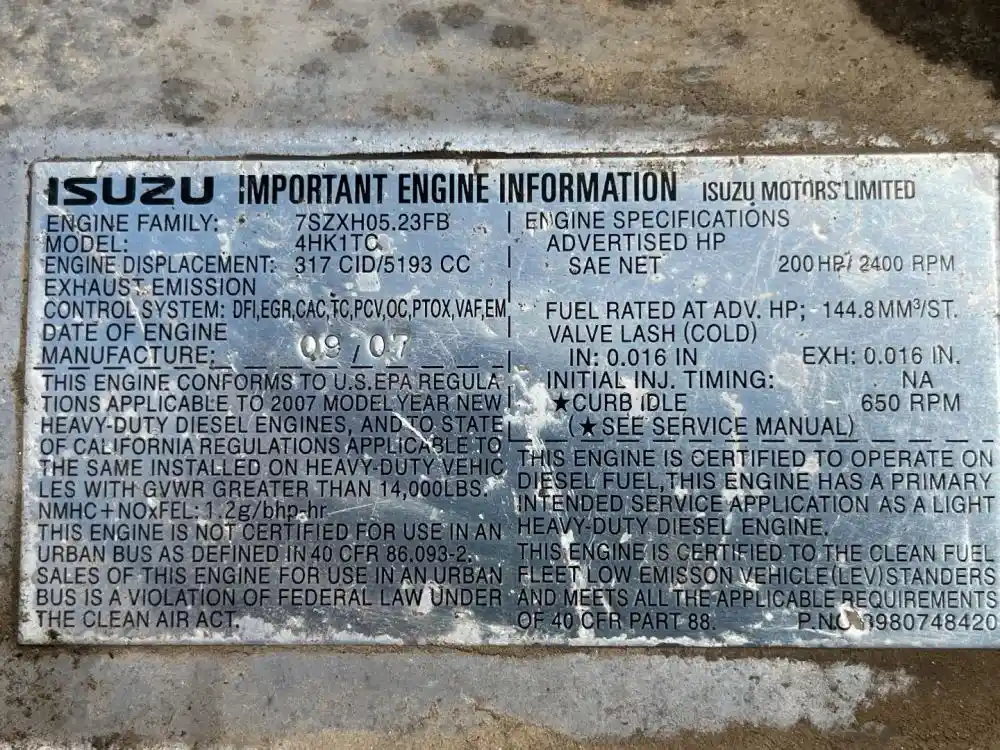 ISUZU IMPORTANT ENGINE INFORMATION ISUZU MOTORS LIMITED
ENGINE FAMILY: 7SZXH05.23FB
MODEL: 4HK1TC
ENGINE DISPLACEMENT: 317 CID/5193 CC
EXHAUST EMISSION
CONTROL SYSTEM: DFI,EGR,CAC,TC,PCV,OC,PTOX,VAF,EM
DATE OF ENGINE
MANUFACTURE: 09/07
THIS ENGINE CONFORMS TO U.S.EPA REGULA
TIONS APPLICABLE TO 2007 MODEL YEAR NEW
HEAVY-DUTY DIESEL ENGINES, AND TO STATE
OF CALIFORNIA REGULATIONS APPLICABLE TO
THE SAME INSTALLED ON HEAVY-DUTY VEHIC
LES WITH GVWR GREATER THAN 14,000LBS.
NMHC+NOxFEL: 1.2g/bhp-hr
THIS ENGINE IS NOT CERTIFIED FOR USE IN AN
URBAN BUS AS DEFINED IN 40 CFR 86.093-2.
SALES OF THIS ENGINE FOR USE IN AN URBAN
BUS IS A VIOLATION OF FEDERAL LAW UNDER
THE CLEAN AIR ACT.
ENGINE SPECIFICATIONS
ADVERTISED HP
SAE NET 200HP/2400 RPM
FUEL RATED AT ADV. HP; 144.8MM³/ST.
VALVE LASH (COLD)
IN: 0.016 IN EXH: 0.016 IN.
INITIAL INJ. TIMING: NA
★CURB IDLE 650 RPM
(★SEE SERVICE MANUAL)
THIS ENGINE IS CERTIFIED TO OPERATE ON
DIESEL FUEL,THIS ENGINE HAS A PRIMARY
INTENDED SERVICE APPLICATION AS A LIGHT
HEAVY-DUTY DIESEL ENGINE.
THIS ENGINE IS CERTIFIED TO THE CLEAN FUEL
FLEET LOW EMISSON VEHICLE(LEV)STANDERS
AND MEETS ALL THE APPLICABLE REQUIREMENTS
OF 40 CFR PART 88. P.NO